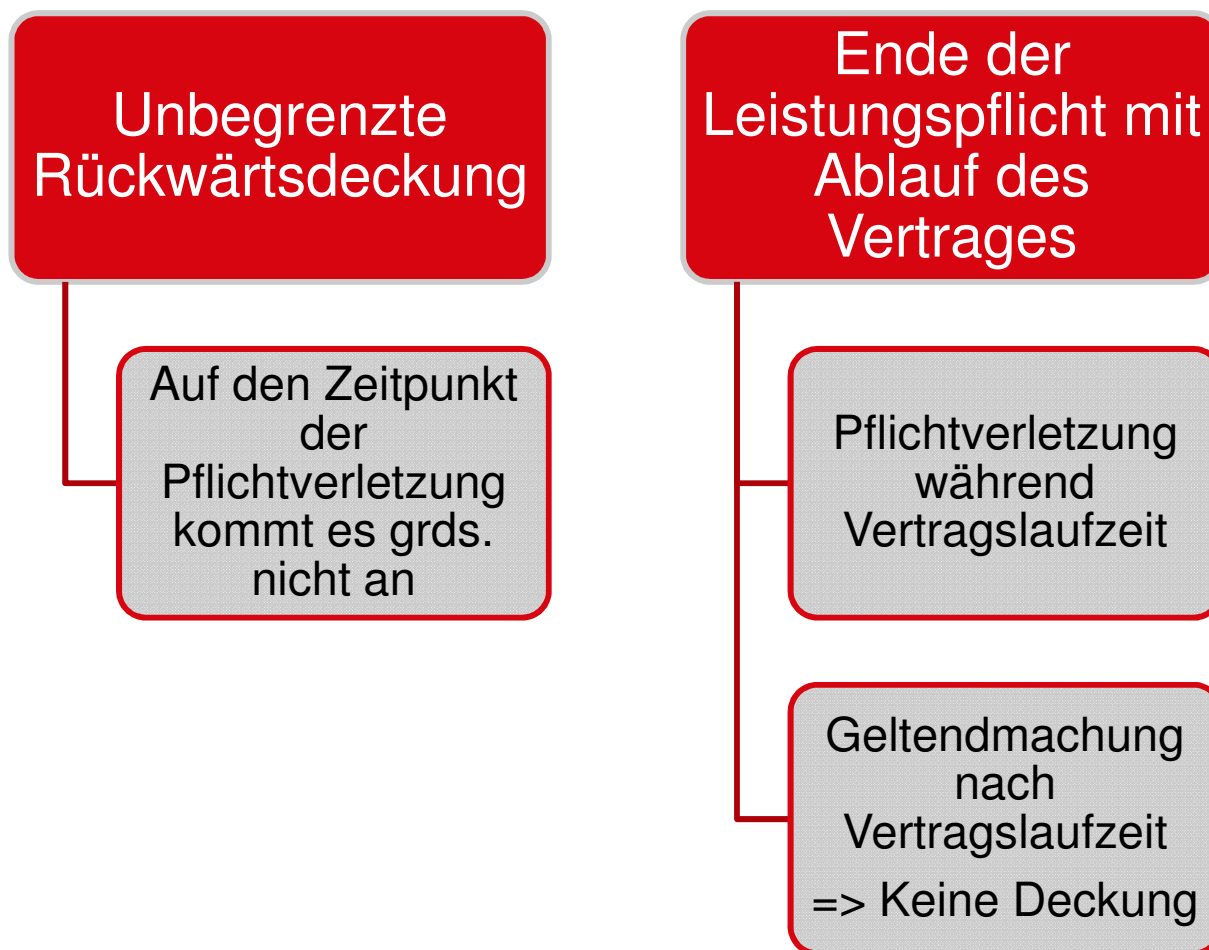 Unbegrenzte
Rückwärtsdeckung
Auf den Zeitpunkt
der
Pflichtverletzung
kommt es grds.
nicht an
Ende der
Leistungspflicht mit
Ablauf des
Vertrages
Pflichtverletzung
während
Vertragslaufzeit
Geltendmachung
nach
Vertragslaufzeit
=> Keine Deckung